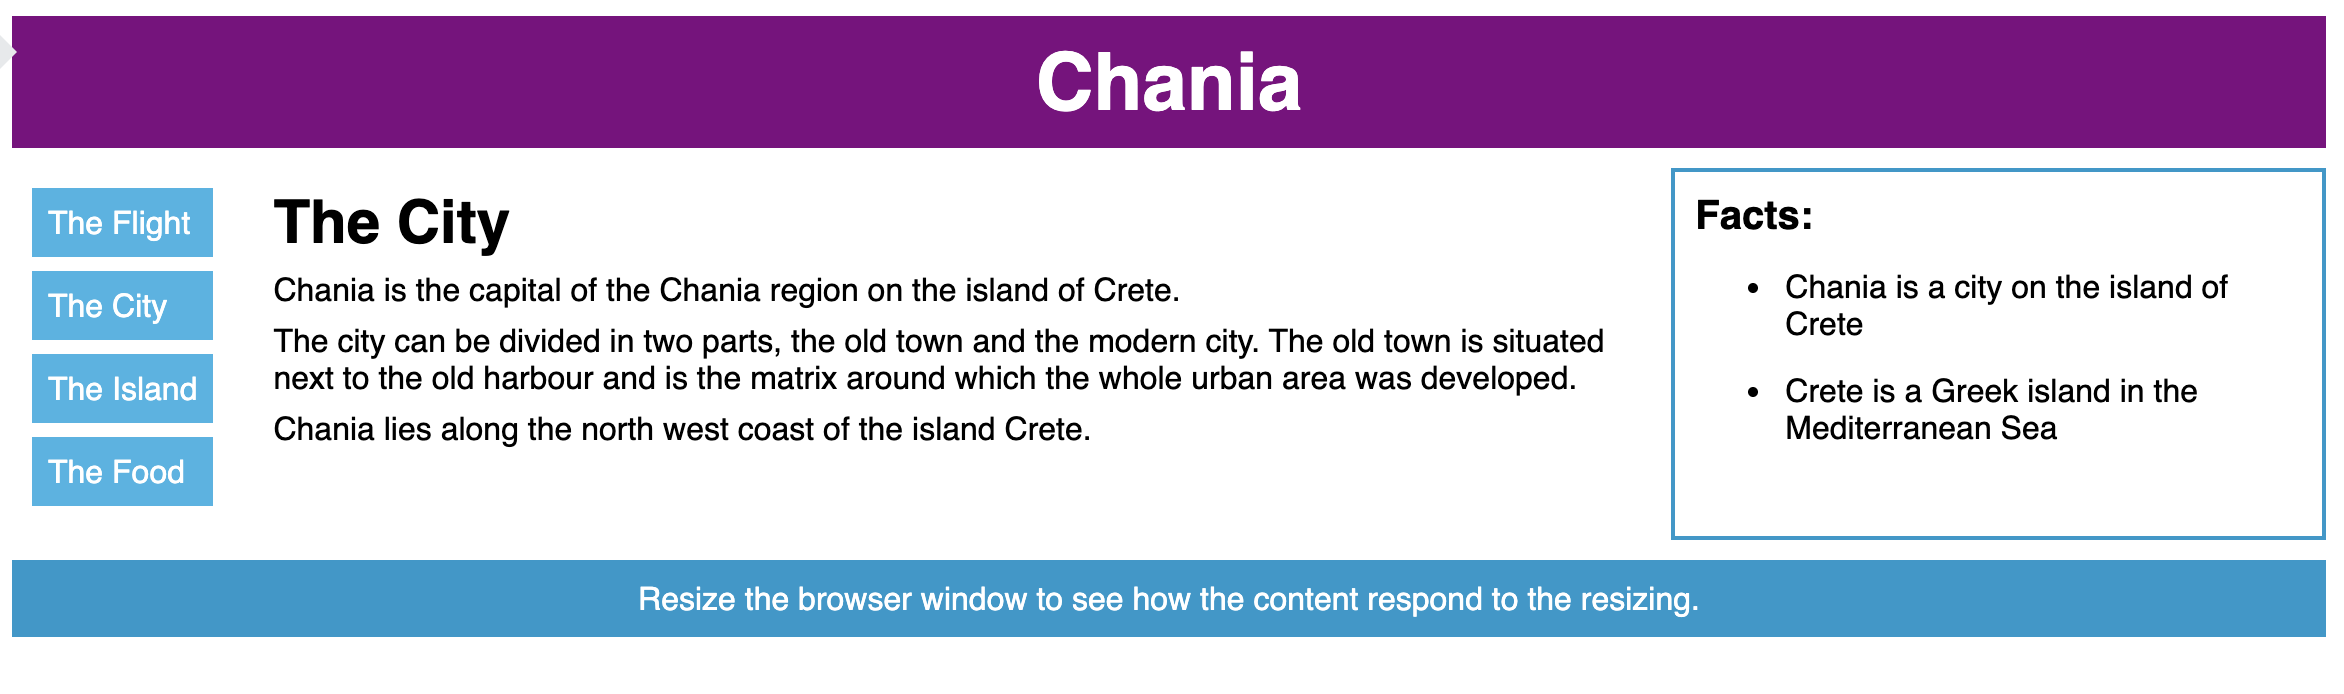 Chania
The Flight
The City
The Island
The Food
The City
Chania is the capital of the Chania region on the island of Crete.
The city can be divided in two parts, the old town and the modern city. The old town is situated
next to the old harbour and is the matrix around which the whole urban area was developed.
Chania lies along the north west coast of the island Crete.
Facts:
• Chania is a city on the island of
Crete
• Crete is a Greek island in the
Mediterranean Sea
Resize the browser window to see how the content respond to the resizing.